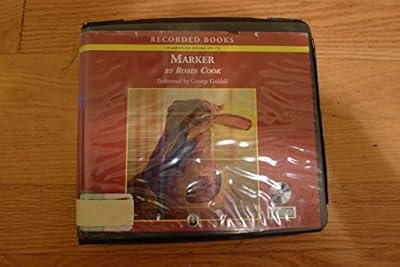 RECORDED BOOKS
UNABRIDGED BOOKS ON CD
MARKER
BY ROBIN COOK
Performed by George Guidall